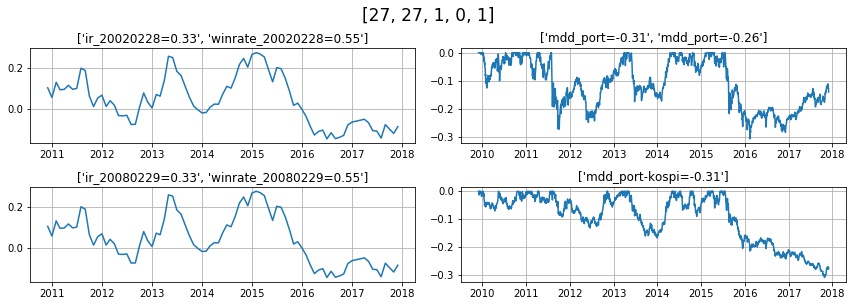 [27, 27, 1, 0, 1]
['ir_20020228=0.33', 'winrate_20020228=0.55']
0.2
0.0
2011 2012 2013 2014 2015 2016 2017 2018
['mdd_port=-0.31', 'mdd_port=-0.26']
0.0
−0.1
−0.2
−0.3
2010 2011 2012 2013 2014 2015 2016 2017 2018
['ir_20080229=0.33', 'winrate_20080229=0.55']
0.2
0.0
2011 2012 2013 2014 2015 2016 2017 2018
['mdd_port-kospi=-0.31']
0.0
−0.1
−0.2
−0.3
2010 2011 2012 2013 2014 2015 2016 2017 2018